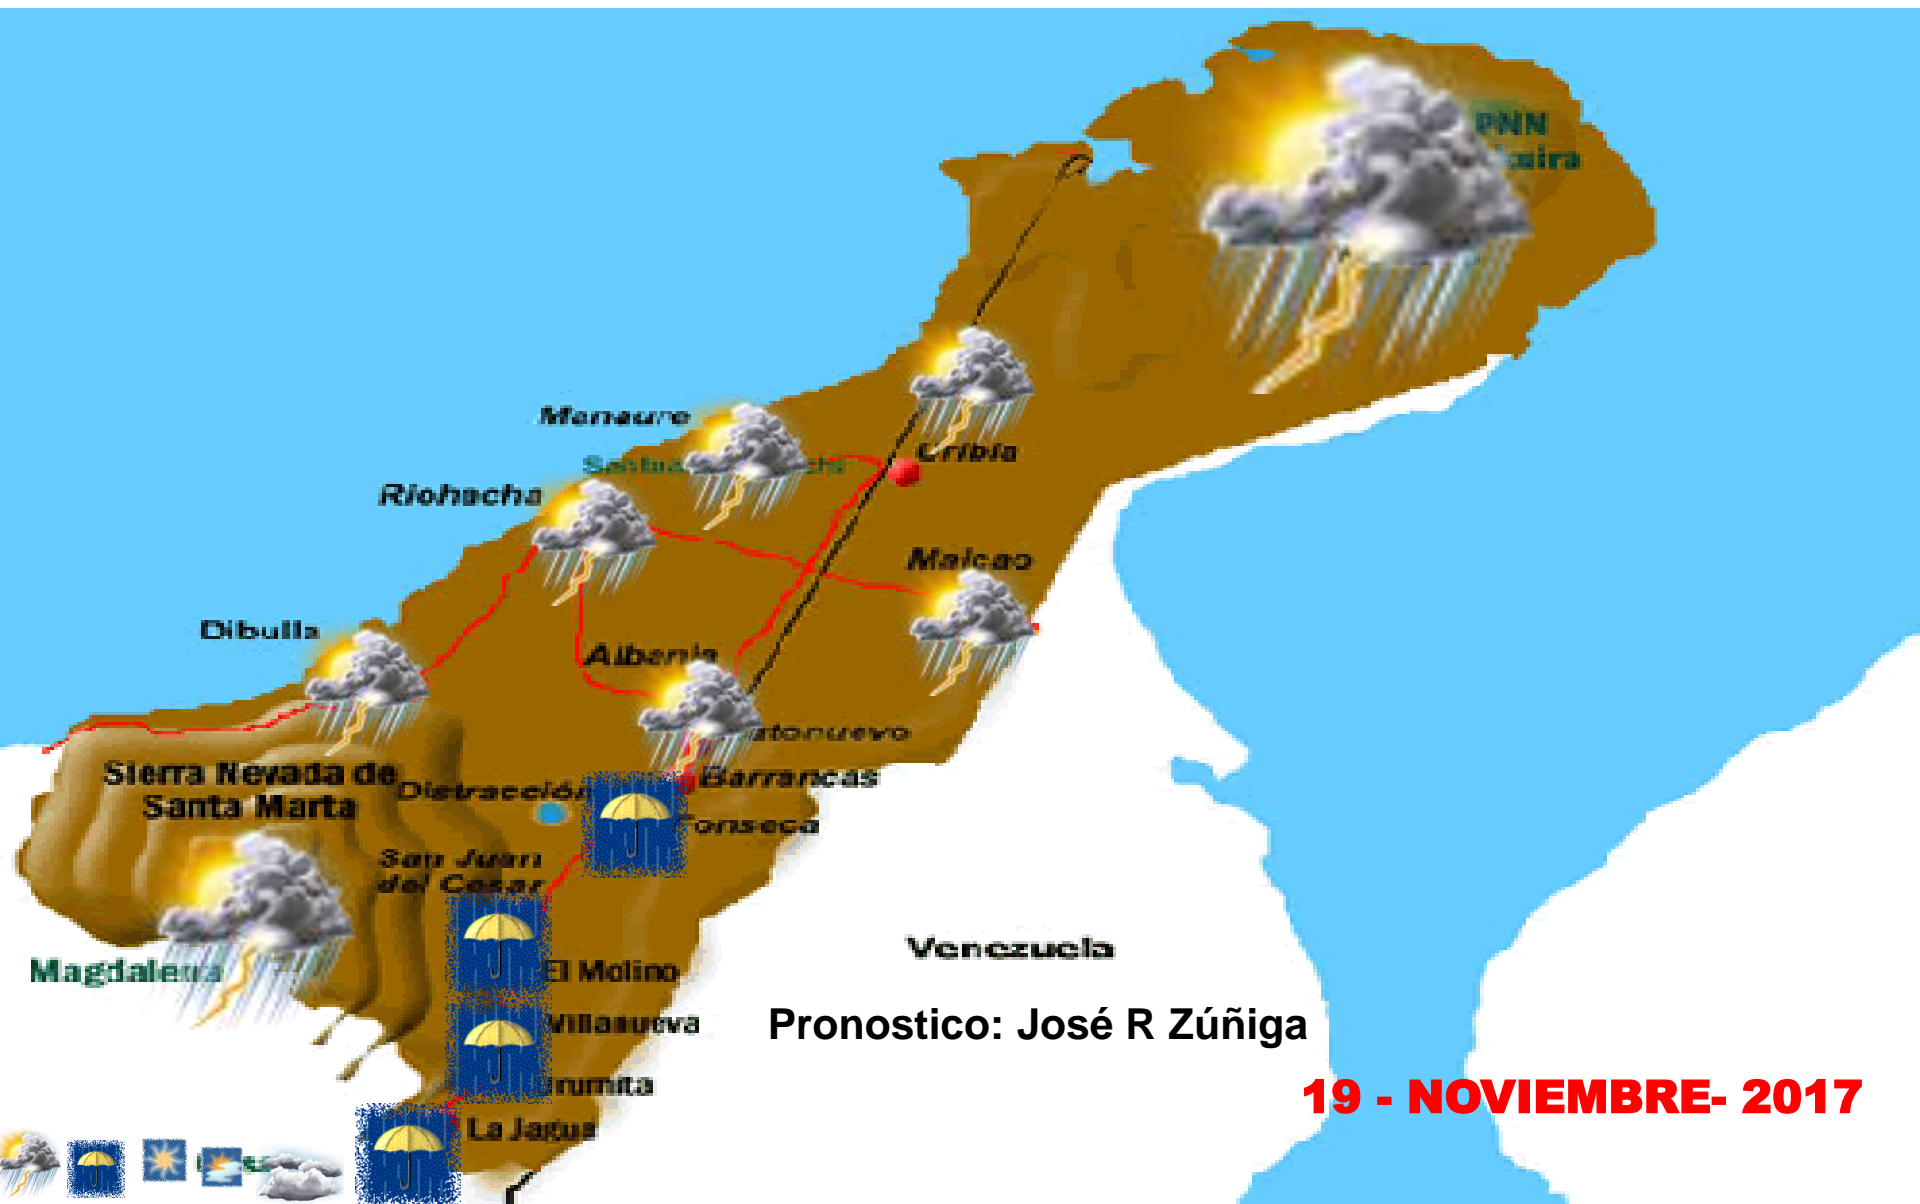 PNN
Manaure
Uribia
Riohacha
Maicao
Dibulla
Albania
Sierra Nevada de
Santa Marta
Distracción
Barrancas
Fonseca
San Juan
del Cesar
Venezuela
Magdalena
El Molino
Villanueva
Pronostico: José R Zúñiga
La Jagua
19 - NOVIEMBRE- 2017